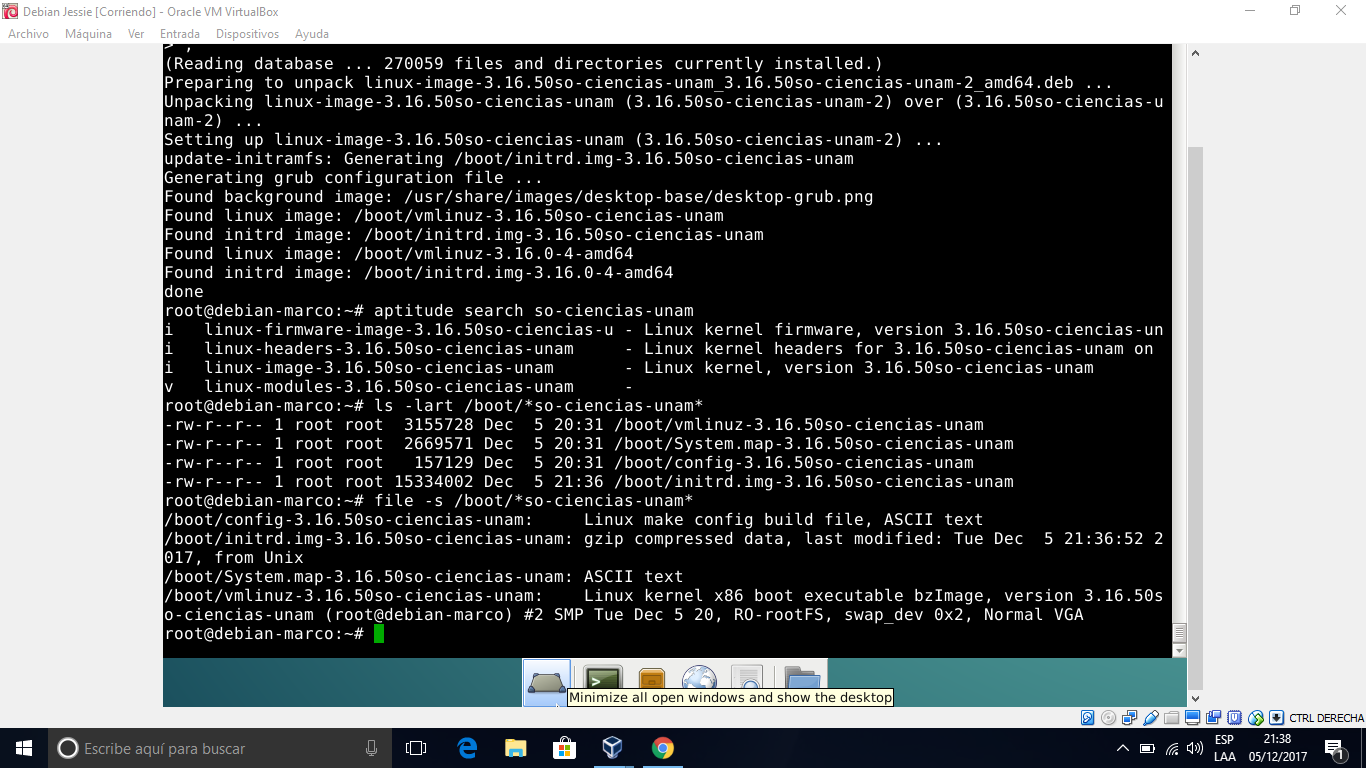 Debian Jessie [Corriendo] - Oracle VM VirtualBox
Archivo Máquina Ver Entrada Dispositivos Ayuda
(Reading database ... 270059 files and directories currently installed.)
Preparing to unpack linux-image-3.16.50so-ciencias-unam_3.16.50so-ciencias-unam-2_amd64.deb ...
Unpacking linux-image-3.16.50so-ciencias-unam (3.16.50so-ciencias-unam-2) over (3.16.50so-ciencias-u
nam-2) ...
Setting up linux-image-3.16.50so-ciencias-unam (3.16.50so-ciencias-unam-2) ...
update-initramfs: Generating /boot/initrd.img-3.16.50so-ciencias-unam
Generating grub configuration file ...
Found background image: /usr/share/images/desktop-base/desktop-grub.png
Found linux image: /boot/vmlinuz-3.16.50so-ciencias-unam
Found initrd image: /boot/initrd.img-3.16.50so-ciencias-unam
Found linux image: /boot/vmlinuz-3.16.0-4-amd64
Found initrd image: /boot/initrd.img-3.16.0-4-amd64
done
root@debian-marco:~# aptitude search so-ciencias-unam
i   linux-firmware-image-3.16.50so-ciencias-u - Linux kernel firmware, version 3.16.50so-ciencias-un
i   linux-headers-3.16.50so-ciencias-unam     - Linux kernel headers for 3.16.50so-ciencias-unam on
i   linux-image-3.16.50so-ciencias-unam       - Linux kernel, version 3.16.50so-ciencias-unam
v   linux-modules-3.16.50so-ciencias-unam     -
root@debian-marco:~# ls -lart /boot/*so-ciencias-unam*
-rw-r--r-- 1 root root  3155728 Dec  5 20:31 /boot/vmlinuz-3.16.50so-ciencias-unam
-rw-r--r-- 1 root root  2669571 Dec  5 20:31 /boot/System.map-3.16.50so-ciencias-unam
-rw-r--r-- 1 root root   157129 Dec  5 20:31 /boot/config-3.16.50so-ciencias-unam
-rw-r--r-- 1 root root 15334002 Dec  5 21:36 /boot/initrd.img-3.16.50so-ciencias-unam
root@debian-marco:~# file -s /boot/*so-ciencias-unam*
/boot/config-3.16.50so-ciencias-unam:     Linux make config build file, ASCII text
/boot/initrd.img-3.16.50so-ciencias-unam: gzip compressed data, last modified: Tue Dec  5 21:36:52 2
017, from Unix
/boot/System.map-3.16.50so-ciencias-unam: ASCII text
/boot/vmlinuz-3.16.50so-ciencias-unam:    Linux kernel x86 boot executable bzImage, version 3.16.50s
o-ciencias-unam (root@debian-marco) #2 SMP Tue Dec 5 20, RO-rootFS, swap_dev 0x2, Normal VGA
root@debian-marco:~#
Minimize all open windows and show the desktop
CTRL DERECHA
Escribe aquí para buscar
ESP
LAA
21:38
05/12/2017
1